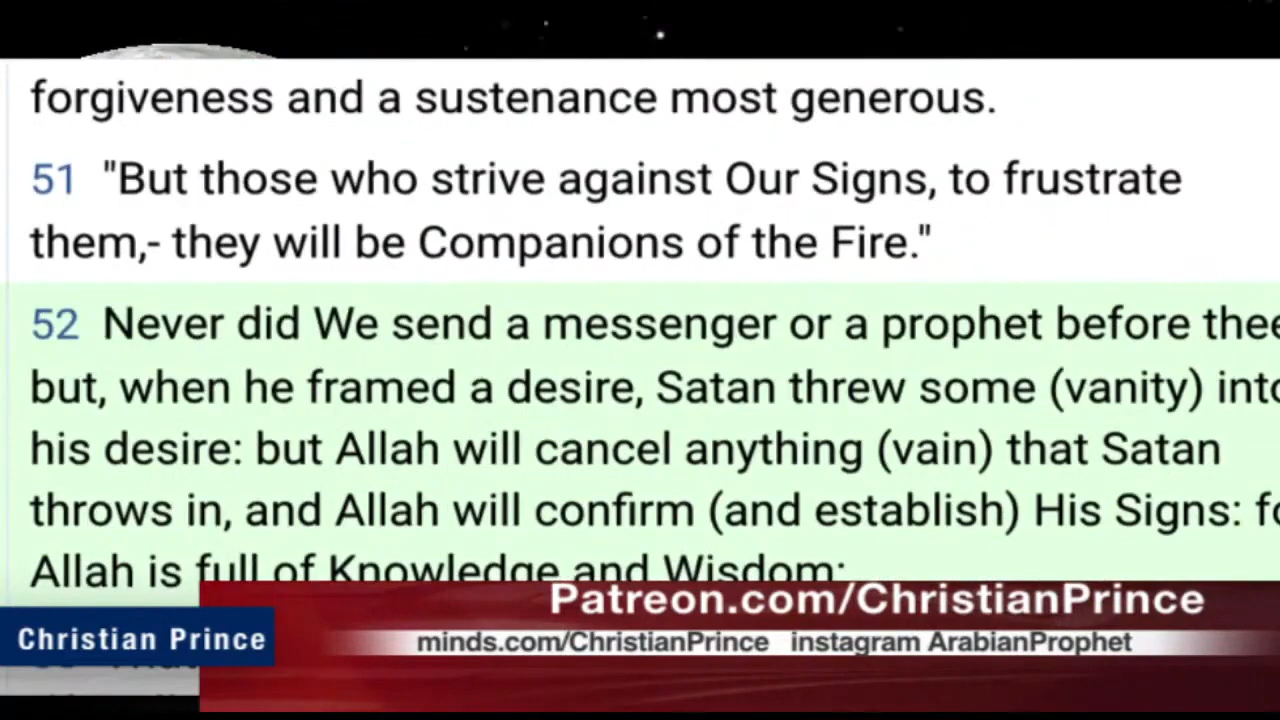 forgiveness and a sustenance most generous.
51 "But those who strive against Our Signs, to frustrate
them,- they will be Companions of the Fire."
52 Never did We send a messenger or a prophet before thee
but, when he framed a desire, Satan threw some (vanity) into
his desire: but Allah will cancel anything (vain) that Satan
throws in, and Allah will confirm (and establish) His Signs:
Allah is full of Knowledge and Wisdom:
Patreon.com/ChristianPrince
Christian Prince
minds.com/ChristianPrince instagram ArabianProphet